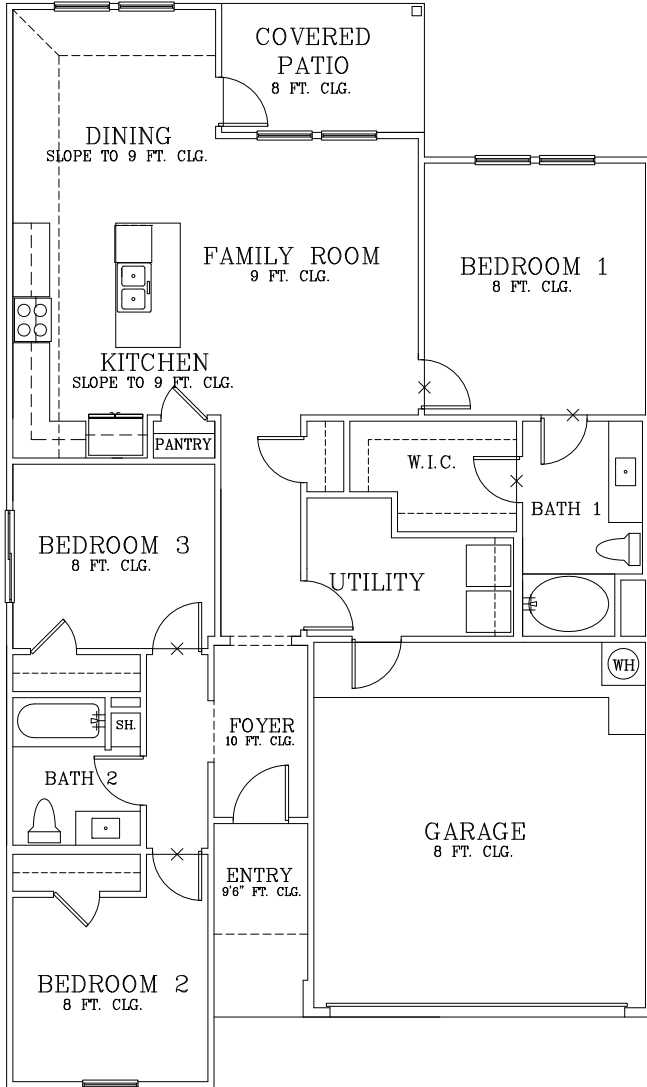 COVERED
PATIO
8 FT. CLG.
DINING
SLOPE TO 9 FT. CLG.
FAMILY ROOM
9 FT. CLG.
BEDROOM 1
8 FT. CLG.
KITCHEN
SLOPE TO 9 FT. CLG.
PANTRY
W.I.C.
BATH 1
BEDROOM 3
8 FT. CLG.
UTILITY
WH
SH.
FOYER
10 FT. CLG.
BATH 2
GARAGE
8 FT. CLG.
ENTRY
9'6" FT. CLG.
BEDROOM 2
8 FT. CLG.